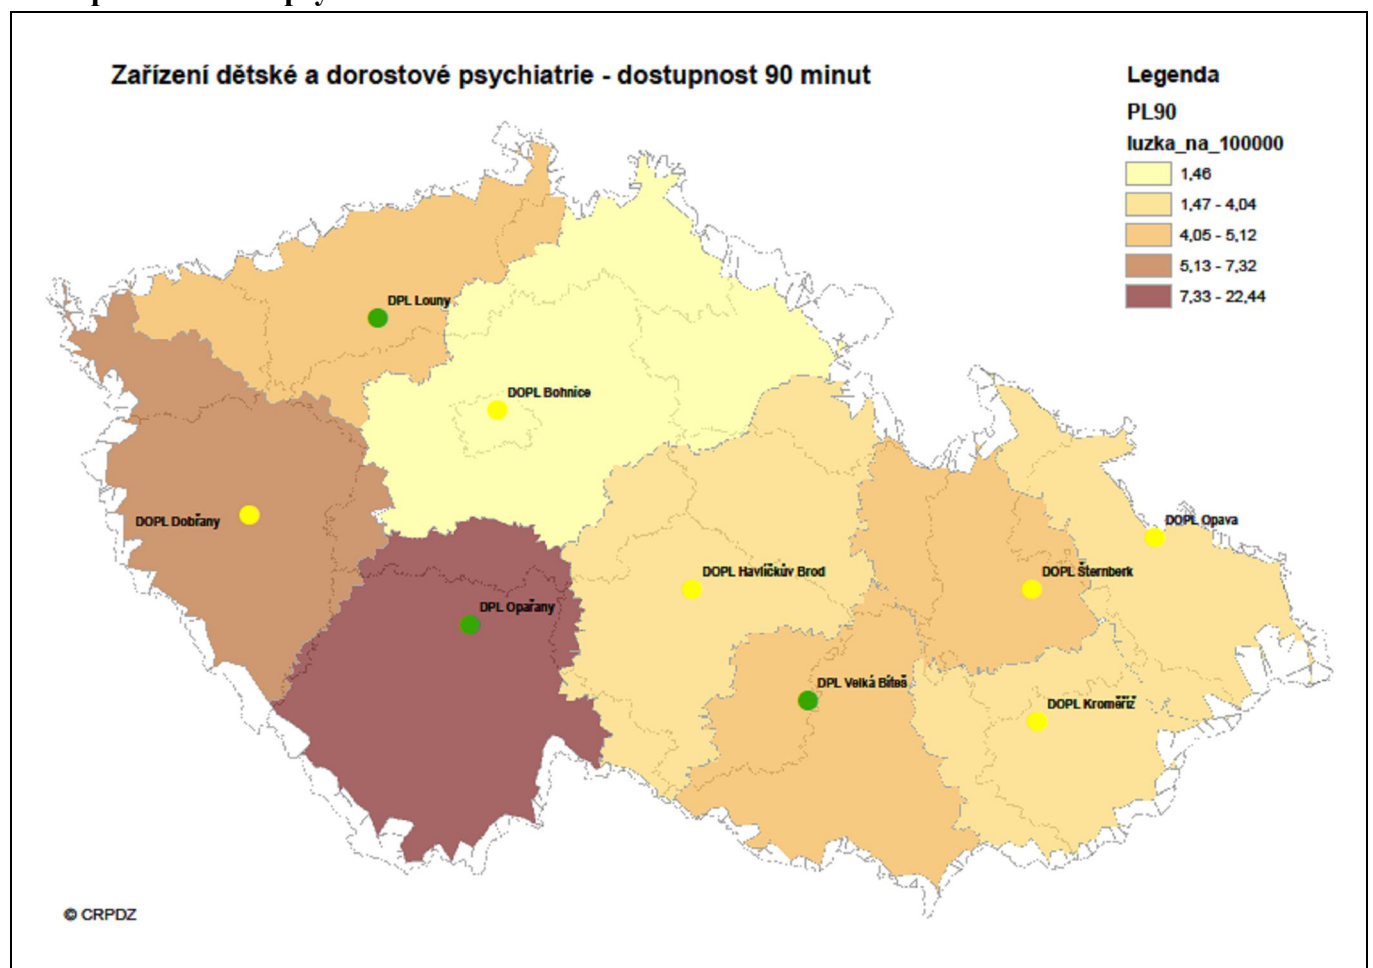 Zařízení dětské a dorostové psychiatrie - dostupnost 90 minut
Legenda
PL90
luzka_na_100000
1,46
1,47 - 4,04
4,05 - 5,12
5,13 - 7,32
7,33 - 22,44
DPL Louny
DOPL Bohnice
DOPL Dobřany
DOPL Opava
DOPL Havlíčkův Brod
DOPL Šternberk
DPL Opařany
DPL Velká Bíteš
DOPL Kroměříž
© CRPDZ